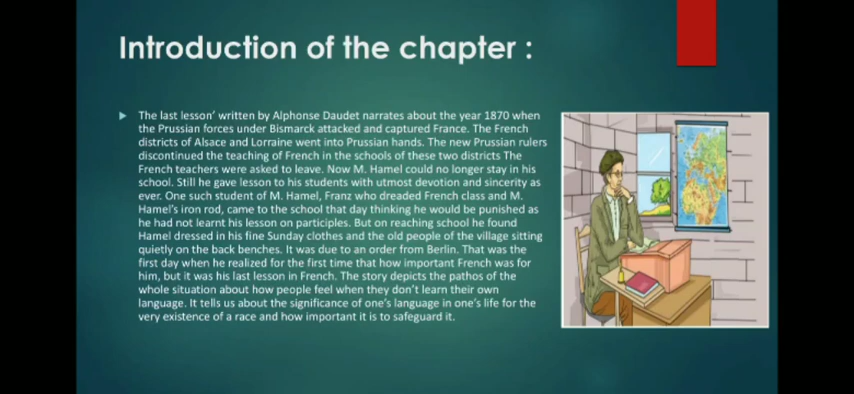 Introduction of the chapter :
The last lesson' written by Alphonse Daudet narrates about the year 1870 when
the Prussian forces under Bismarck attacked and captured France. The French
districts of Alsace and Lorraine went into Prussian hands. The new Prussian rulers
discontinued the teaching of French in the schools of these two districts The
French teachers were asked to leave. Now M. Hamel could no longer stay in his
school. Still he gave lesson to his students with utmost devotion and sincerity as
ever. One such student of M. Hamel, Franz who dreaded French class and M.
Hamel's iron rod, came to the school that day thinking he would be punished as
he had not learnt his lesson on participles. But on reaching school he found
Hamel dressed in his fine Sunday clothes and the old people of the village sitting
quietly on the back benches. It was due to an order from Berlin. That was the
first day when he realized for the first time that how important French was for
him, but it was his last lesson in French. The story depicts the pathos of the
whole situation about how people feel when they don't learn their own
language. It tells us about the significance of one's language in one's life for the
very existence of a race and how important it is to safeguard it.